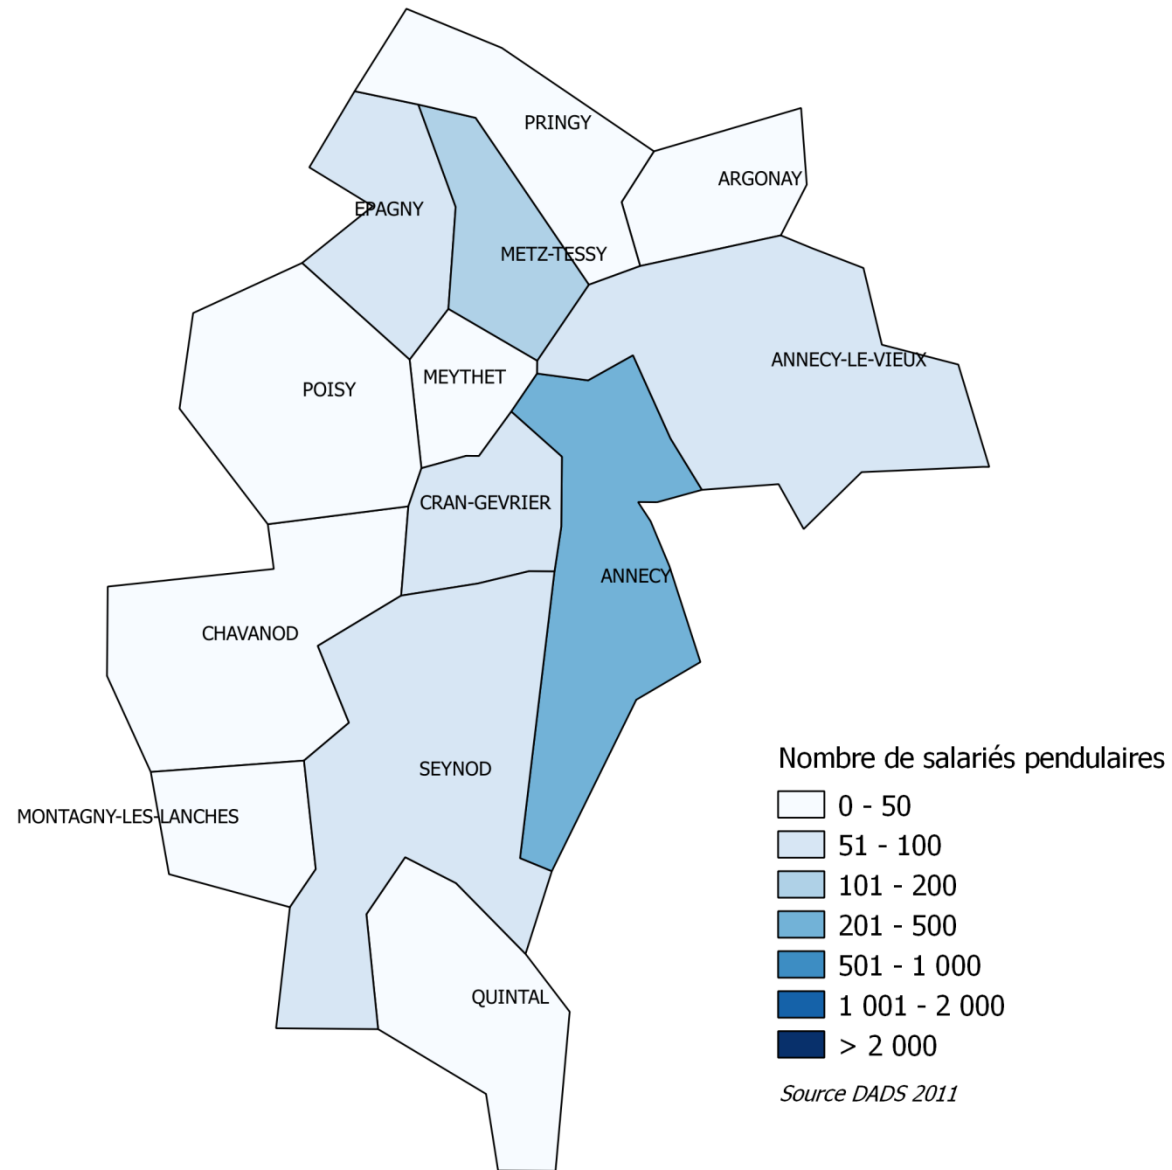 PRINGY
ARGONAY
EPAGNY
METZ-TESSY
ANNECY-LE-VIEUX
MEYTHET
POISY
CRAN-GEVRIER
ANNECY
CHAVANOD
SEYNOD
MONTAGNY-LES-LANCHES
QUINTAL
Nombre de salariés pendulaires
0 - 50
51 - 100
101 - 200
201 - 500
501 - 1 000
1 001 - 2 000
> 2 000
Source DADS 2011